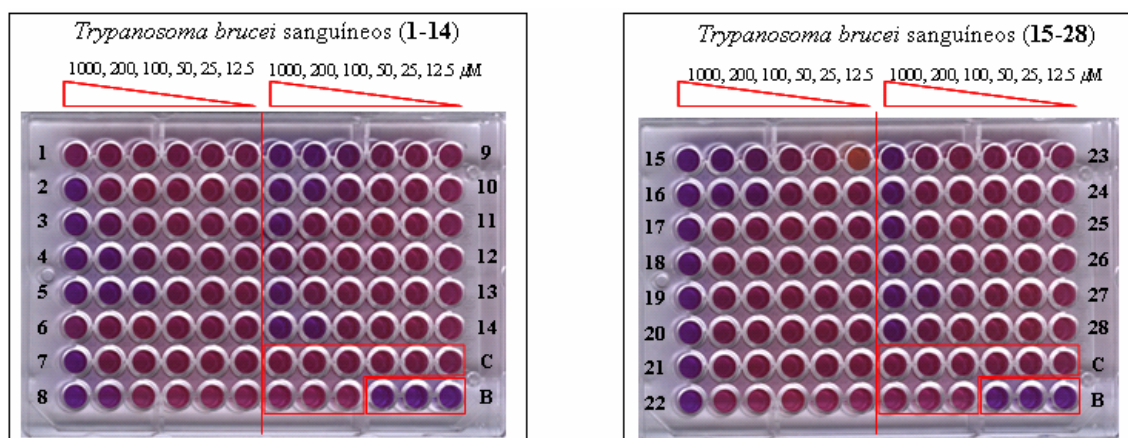 Trypanosoma brucei sanguíneos (1-14)
1000, 200, 100, 50, 25, 12.5 1000, 200, 100, 50, 25, 12.5 µM
1 9
2 10
3 11
4 12
5 13
6 14
7 C
8 B
Trypanosoma brucei sanguíneos (15-28)
1000, 200, 100, 50, 25, 12.5 1000, 200, 100, 50, 25, 12.5 µM
15 23
16 24
17 25
18 26
19 27
20 28
21 C
22 B